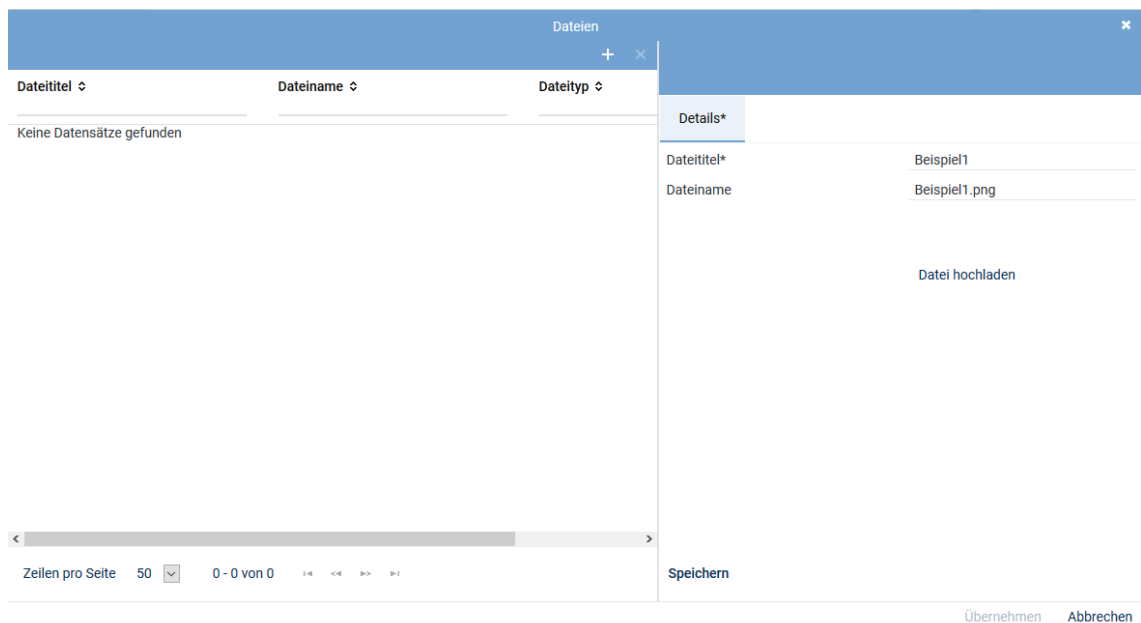 Dateien
Dateititel Dateiname Dateityp
Keine Datensätze gefunden
Details*
Dateititel* Beispiel1
Dateiname Beispiel1.png
Datei hochladen
Zeilen pro Seite 50 0 - 0 von 0
Speichern
Übernehmen Abbrechen